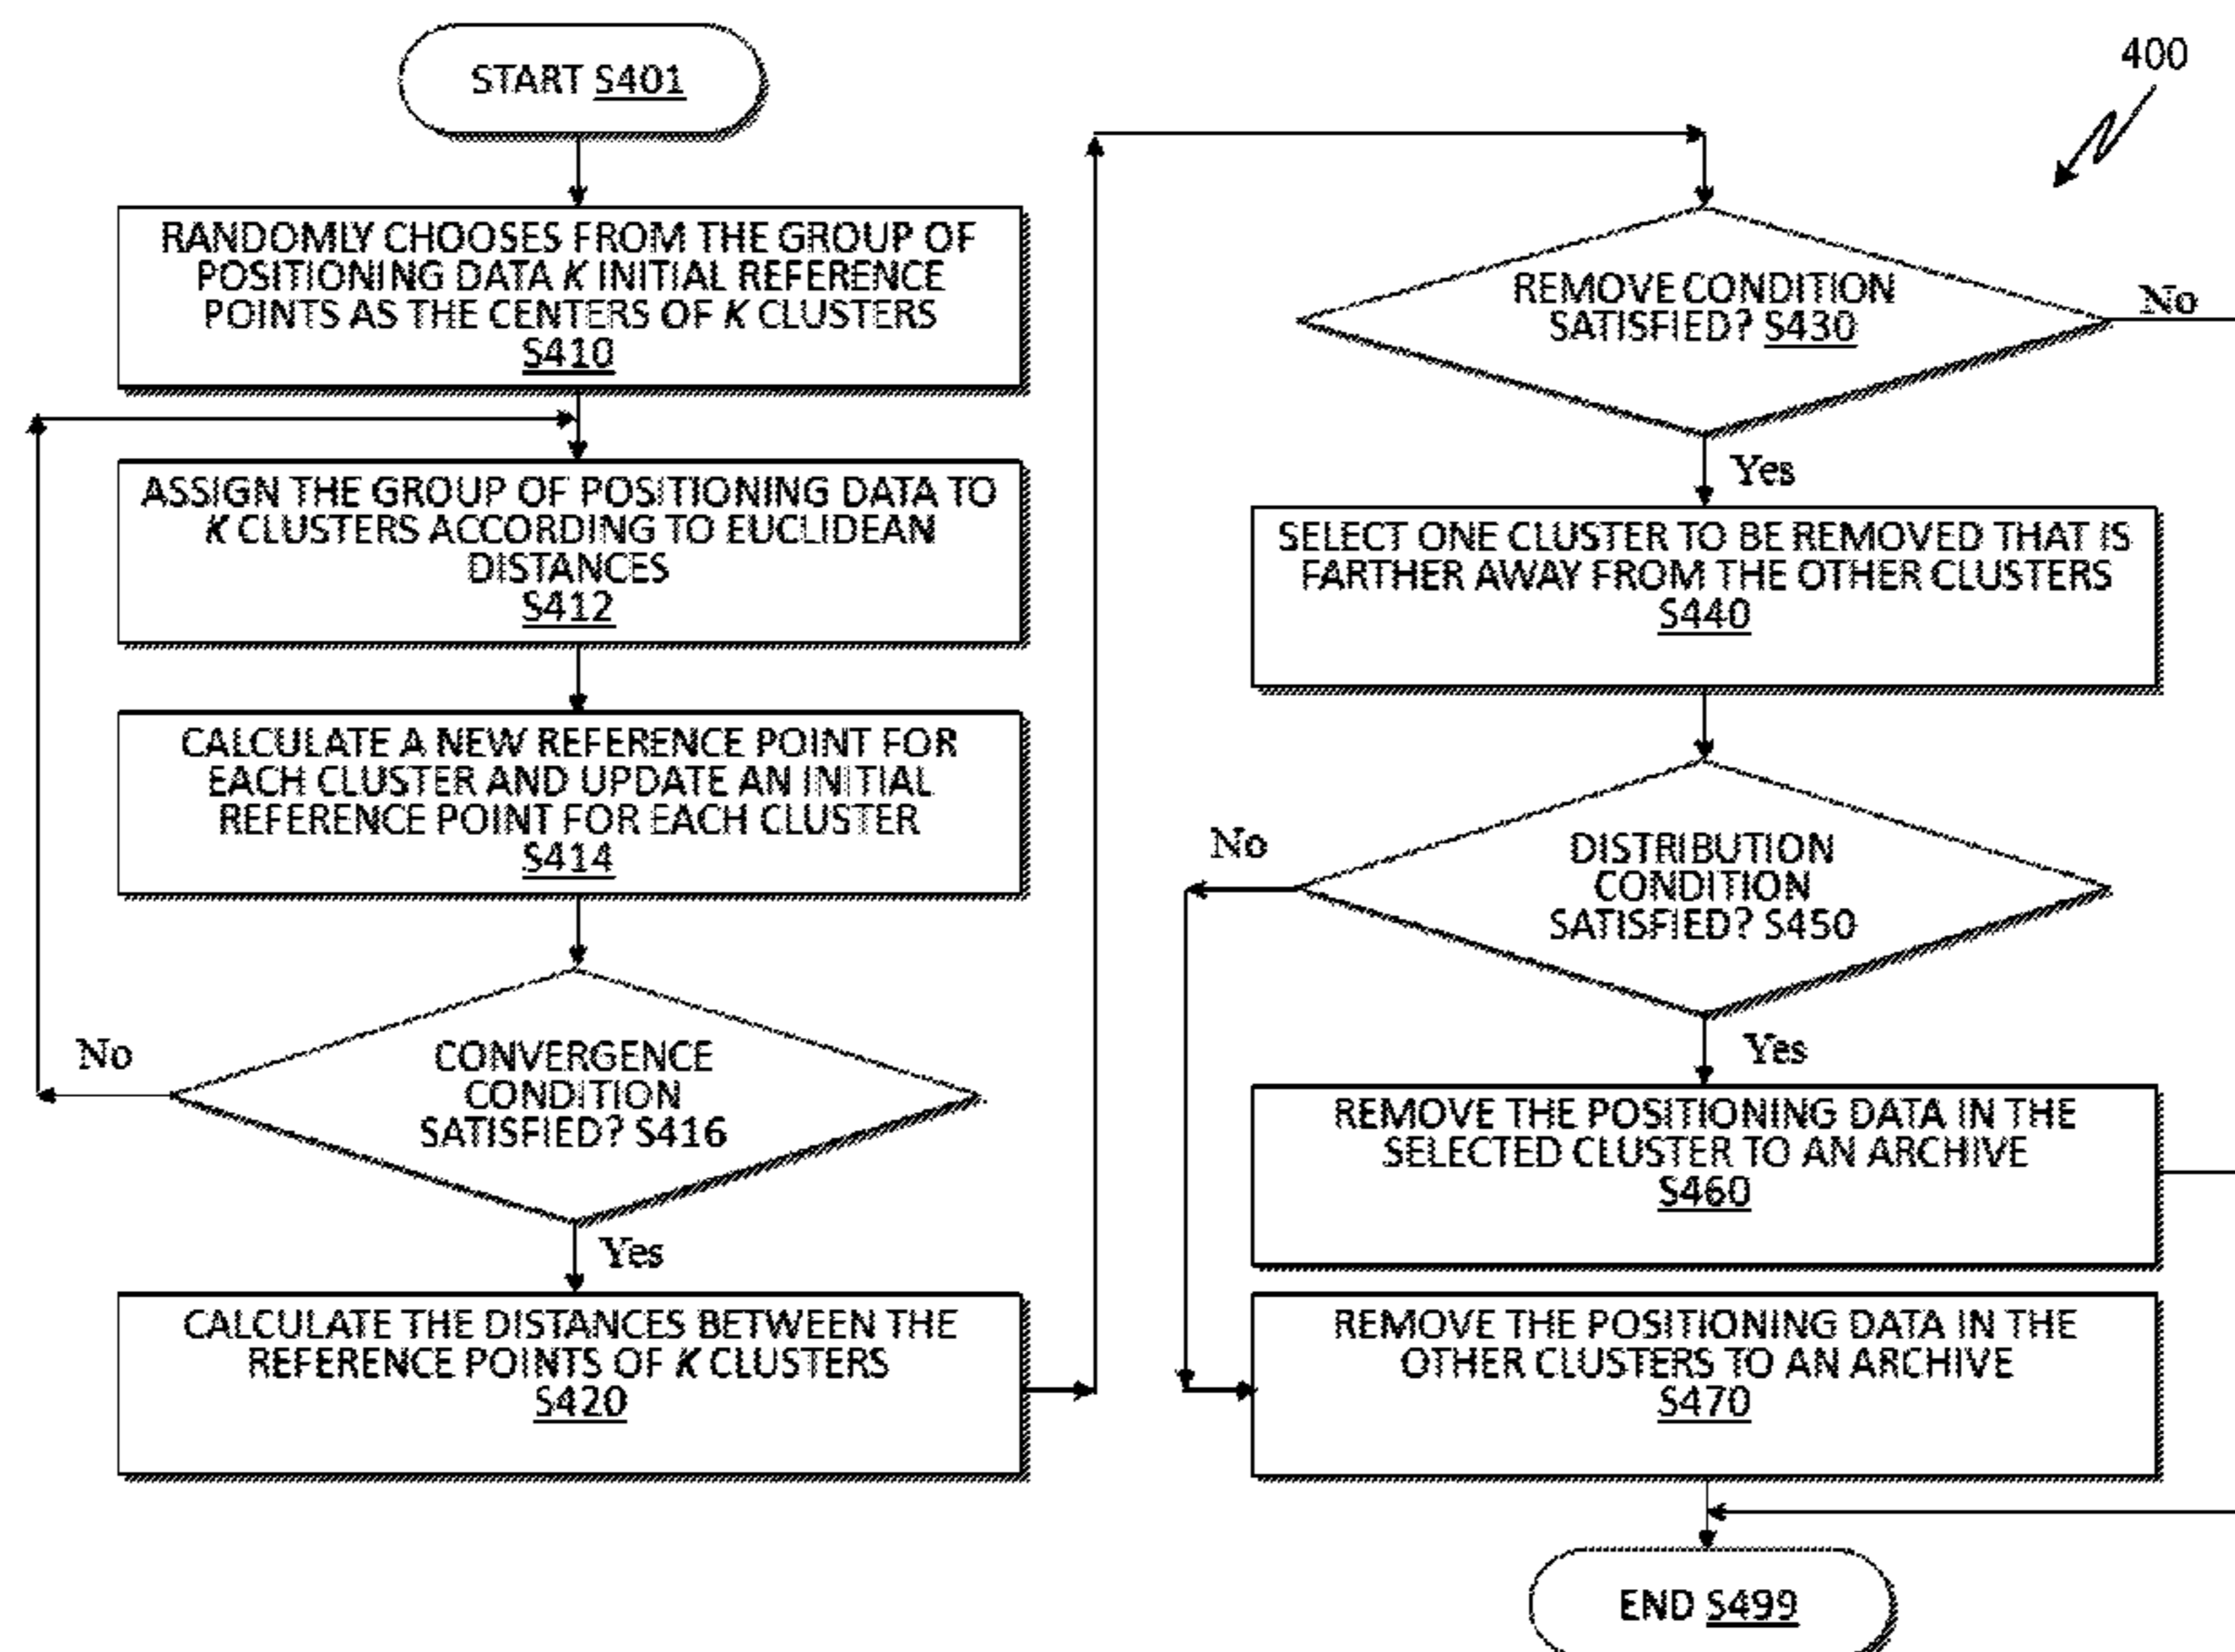 START S401
RANDOMLY CHOOSES FROM THE GROUP OF
POSITIONING DATA K INITIAL REFERENCE
POINTS AS THE CENTERS OF K CLUSTERS
S410
ASSIGN THE GROUP OF POSITIONING DATA TO
K CLUSTERS ACCORDING TO EUCLIDEAN
DISTANCES
S412
CALCULATE A NEW REFERENCE POINT FOR
EACH CLUSTER AND UPDATE AN INITIAL
REFERENCE POINT FOR EACH CLUSTER
S414
No
CONVERGENCE
CONDITION
SATISFIED? S416
Yes
CALCULATE THE DISTANCES BETWEEN THE
REFERENCE POINTS OF K CLUSTERS
S420
400
REMOVE CONDITION
SATISFIED? S430
No
Yes
SELECT ONE CLUSTER TO BE REMOVED THAT IS
FARTHER AWAY FROM THE OTHER CLUSTERS
S440
No
DISTRIBUTION
CONDITION
SATISFIED? S450
Yes
REMOVE THE POSITIONING DATA IN THE
SELECTED CLUSTER TO AN ARCHIVE
S460
REMOVE THE POSITIONING DATA IN THE
OTHER CLUSTERS TO AN ARCHIVE
S470
END S499